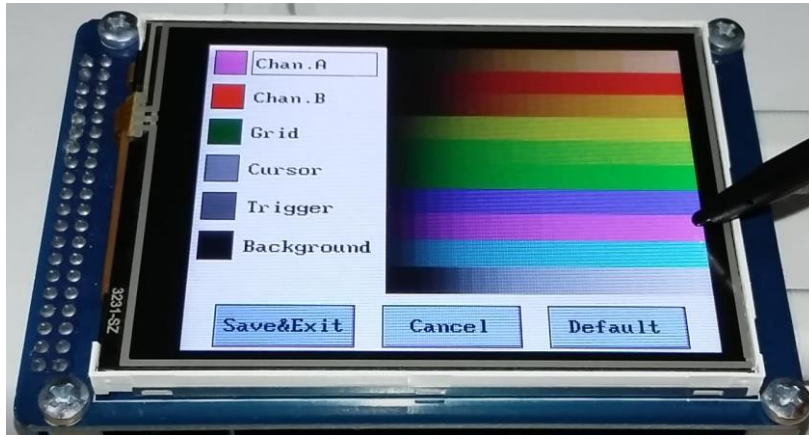 Chan.A
Chan.B
Grid
Cursor
Trigger
Background
Save&Exit
Cancel
Default
3231-SZ